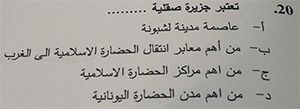 20. تعتبر جزيرة صقلية .........
أ- عاصمة مدينة لشبونة
ب- من أهم معابر انتقال الحضارة الاسلامية الى الغرب
ج- من اهم مراكز الحضارة الاسلامية
د- من اهم مدن الحضارة اليونانية